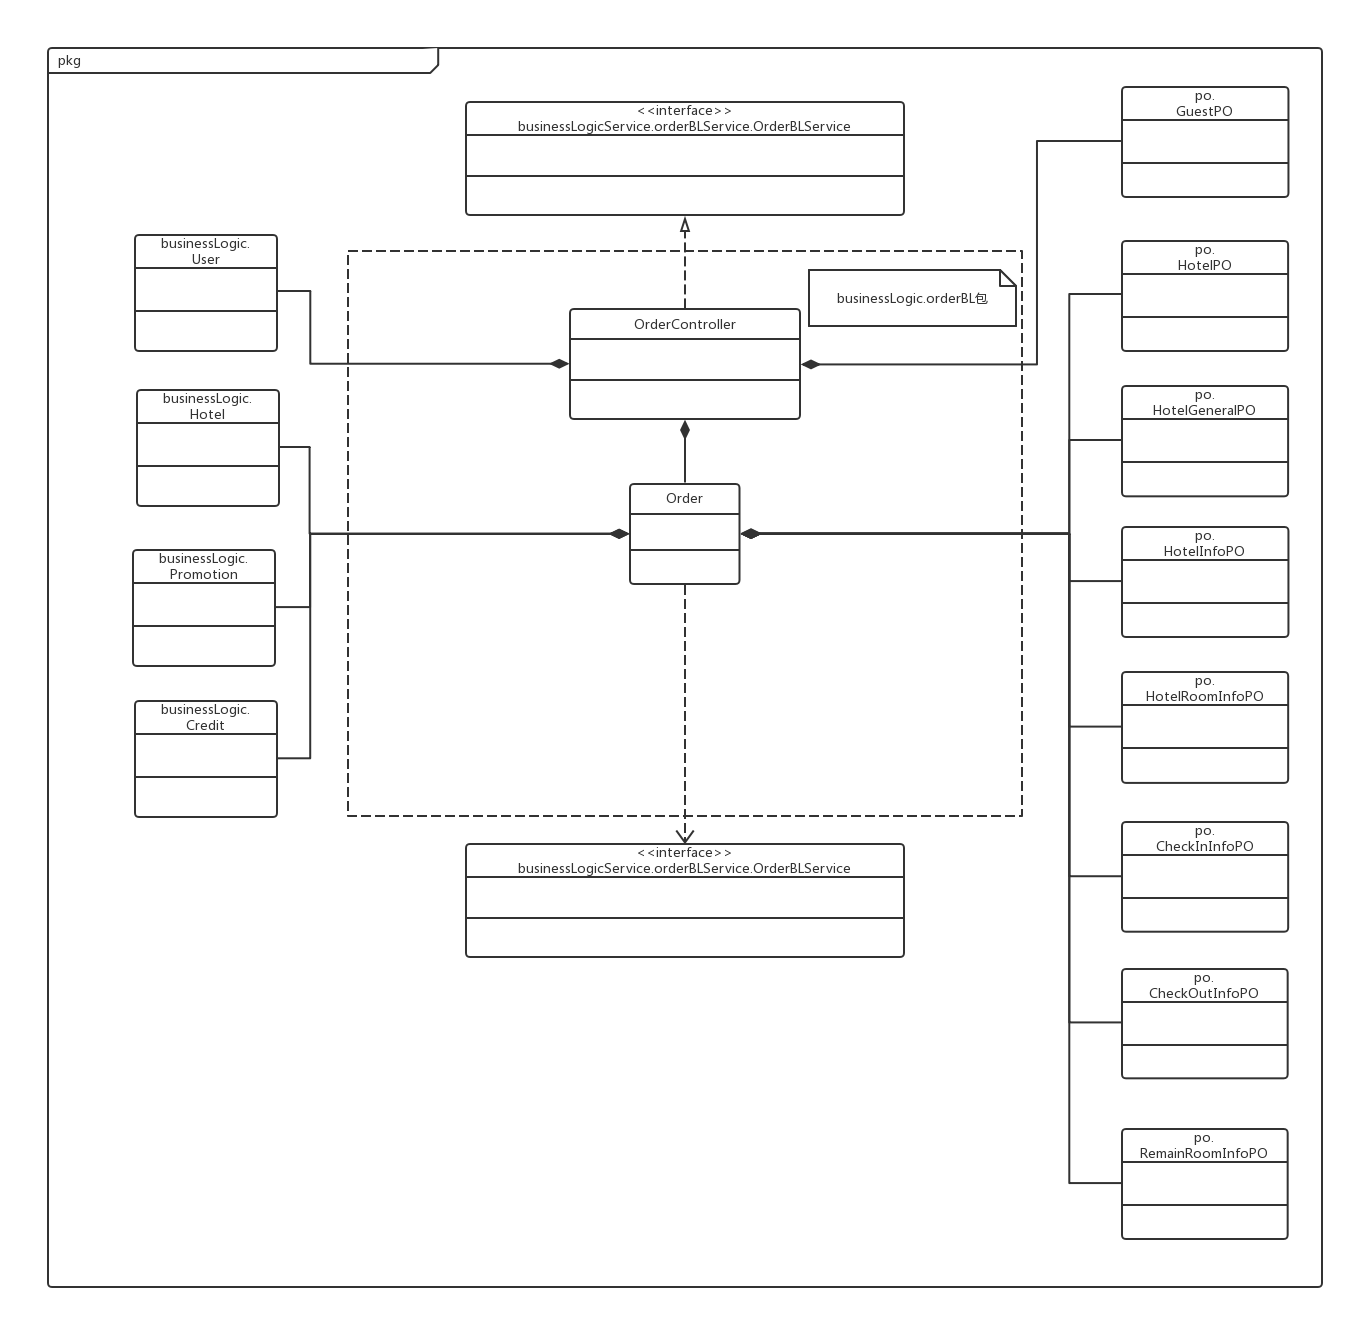 pkg
<<interface>>
businessLogicService.orderBLService.OrderBLService
po.
GuestPO
businessLogic.
User
po.
HotelPO
businessLogic.orderBL包
OrderController
businessLogic.
Hotel
po.
HotelGeneralPO
Order
businessLogic.
Promotion
po.
HotelInfoPO
businessLogic.
Credit
po.
HotelRoomInfoPO
<<interface>>
businessLogicService.orderBLService.OrderBLService
po.
CheckInInfoPO
po.
CheckOutInfoPO
po.
RemainRoomInfoPO